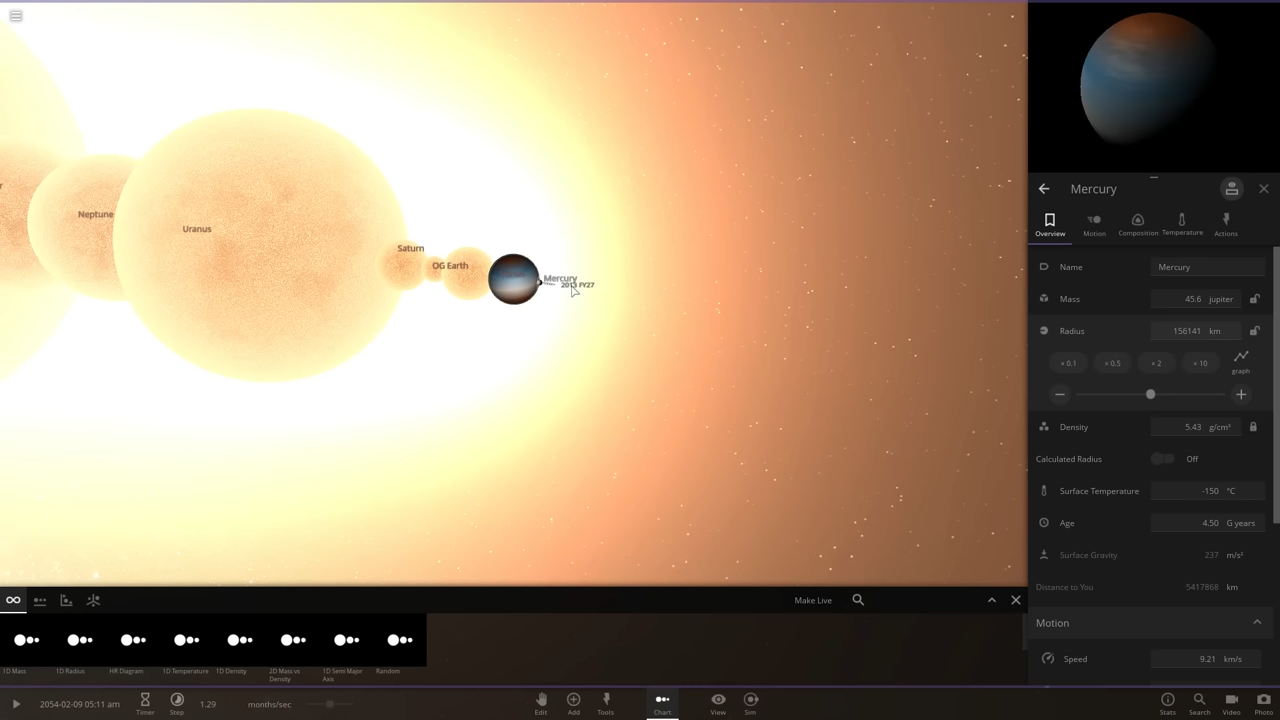 Neptune
Uranus
Saturn
OG Earth
Mercury
2013 FY27
Mercury
Overview
Motion
Composition
Temperature
Actions
Name
Mercury
Mass
45.6 jupiter
Radius
156141 km
× 0.1
× 0.5
× 2
× 10
graph
Density
5.43 g/cm³
Calculated Radius
Off
Surface Temperature
-150 °C
Age
4.50 G years
Surface Gravity
237 m/s²
Distance to You
5417868 km
Motion
Speed
9.21 km/s
Make Live
1D Mass
1D Radius
HR Diagram
1D Temperature
1D Density
2D Mass vs
Density
1D Semi Major
Axis
Random
2054-02-09 05:11 am
Timer
Step
1.29 months/sec
Edit
Add
Tools
Chart
View
Sim
Stats
Search
Video
Photo